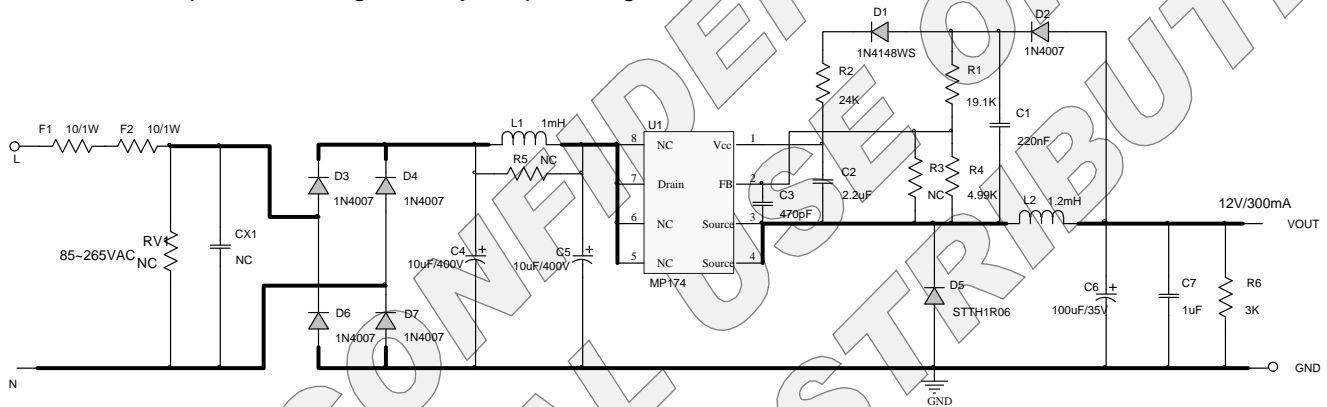 D1
1N4148WS
D2
1N4007
R2
24K
R1
19.1K
C1
220nF
F1 10/1W F2 10/1W
L
L1 1mH
R5 NC
U1
8 NC Vcc 1
7 Drain FB 2
6 NC Source 3
5 NC Source 4
MP174
C2
2.2uF
C3
470pF
R3
NC
R4
4.99K
L2 1.2mH
12V/300mA
VOUT
D3
1N4007
D4
1N4007
RV1
NC
85~265VAC
CX1
NC
C4
10uF/400V
C5
10uF/400V
D6
1N4007
D7
1N4007
D5
STTH1R06
C6
100uF/35V
C7
1uF
R6
3K
N
GND
GND
CONFIDEN
USE O
STRIBUT